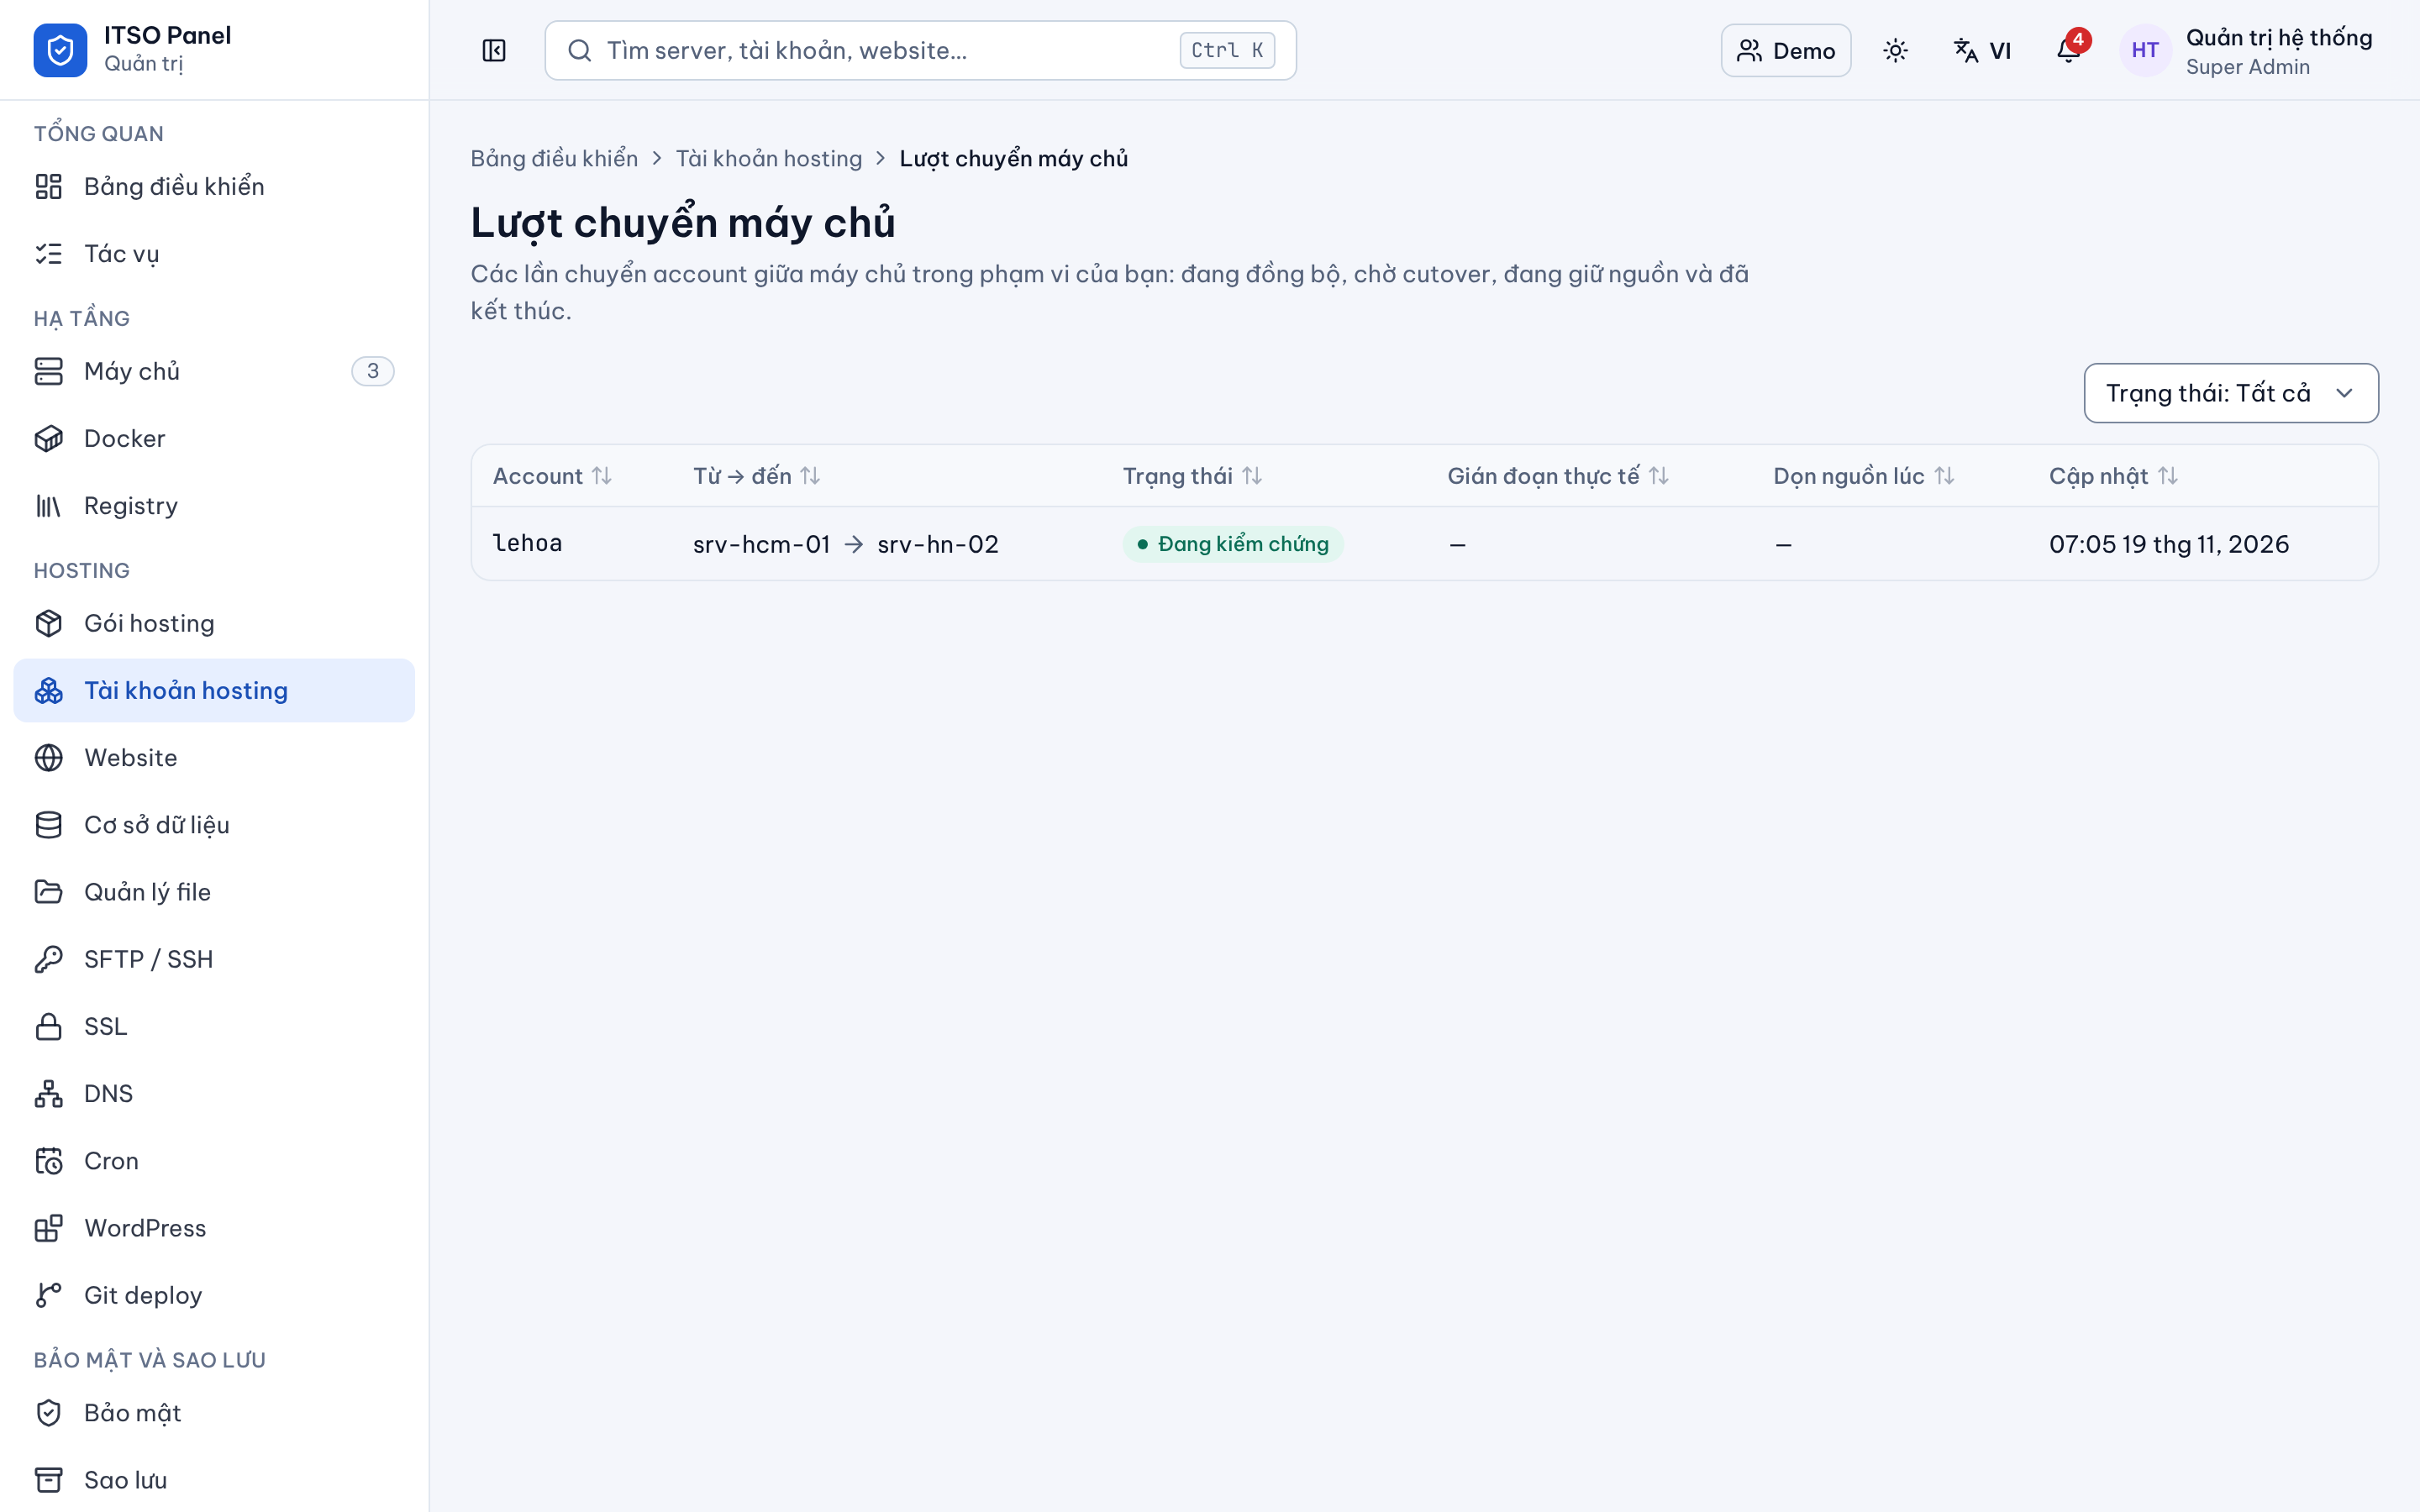 ITSO Panel
Quản trị
Tìm server, tài khoản, website...
Ctrl K
Demo
VI
4
HT
Quản trị hệ thống
Super Admin
TỔNG QUAN
Bảng điều khiển
Tác vụ
HẠ TẦNG
Máy chủ
3
Docker
Registry
HOSTING
Gói hosting
Tài khoản hosting
Website
Cơ sở dữ liệu
Quản lý file
SFTP / SSH
SSL
DNS
Cron
WordPress
Git deploy
BẢO MẬT VÀ SAO LƯU
Bảo mật
Sao lưu
Bảng điều khiển > Tài khoản hosting > Lượt chuyển máy chủ
Lượt chuyển máy chủ
Các lần chuyển account giữa máy chủ trong phạm vi của bạn: đang đồng bộ, chờ cutover, đang giữ nguồn và đã
kết thúc.
Trạng thái: Tất cả
Account Từ → đến Trạng thái Gián đoạn thực tế Dọn nguồn lúc Cập nhật
lehoa srv-hcm-01 → srv-hn-02 Đang kiểm chứng — — 07:05 19 thg 11, 2026